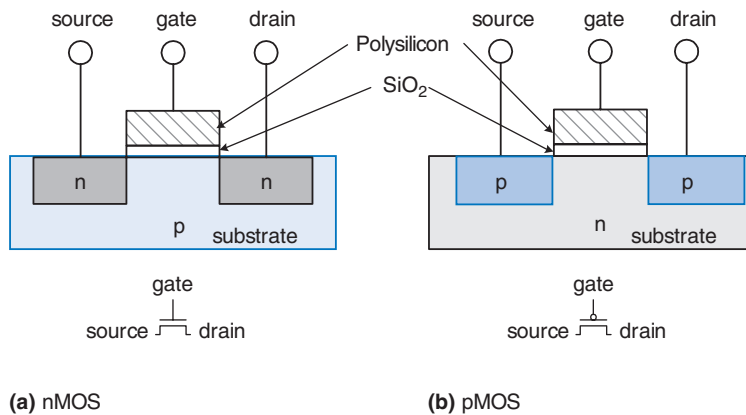 source gate drain
source gate drain
Polysilicon
SiO2
n
n
p
substrate
p
p
n
substrate
gate
source drain
gate
source drain
(a) nMOS
(b) pMOS